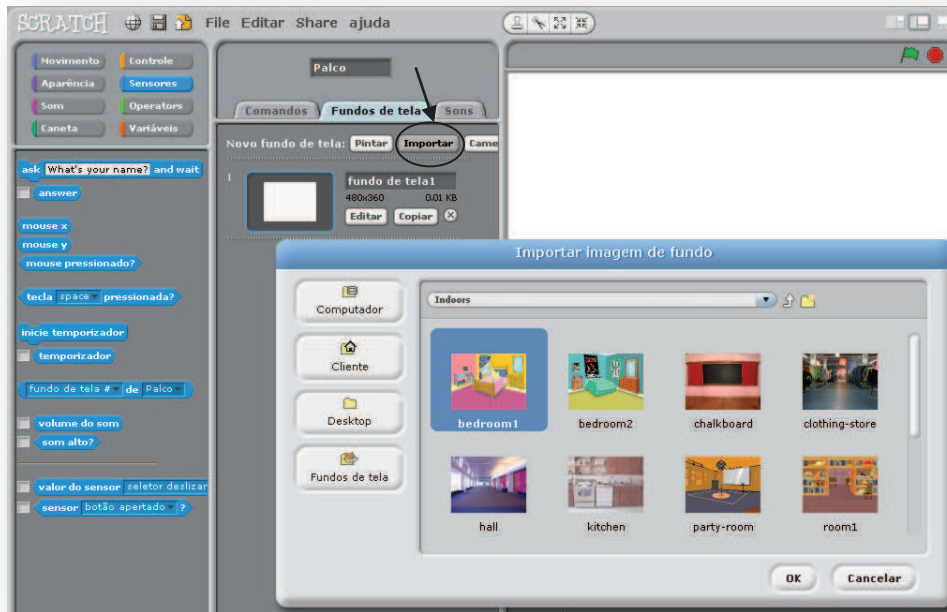 SCRATCH File Editar Share ajuda
Movimento Controle
Aparência Sensores
Som Operators
Caneta Variáveis
ask What's your name? and wait
answer
mouse x
mouse y
mouse pressionado?
tecla space pressionada?
inicie temporizador
temporizador
fundo de tela # de Palco
volume do som
som alto?
valor do sensor seletor deslizar
sensor botão apertado ?
Palco
Comandos Fundos de tela Sons
Novo fundo de tela: Pintar Importar Came
1 fundo de tela1
480x360 0.01 KB
Editar Copiar
Importar imagem de fundo
Computador
Cliente
Desktop
Fundos de tela
Indoors
bedroom1 bedroom2 chalkboard clothing-store
hall kitchen party-room room1
OK Cancelar